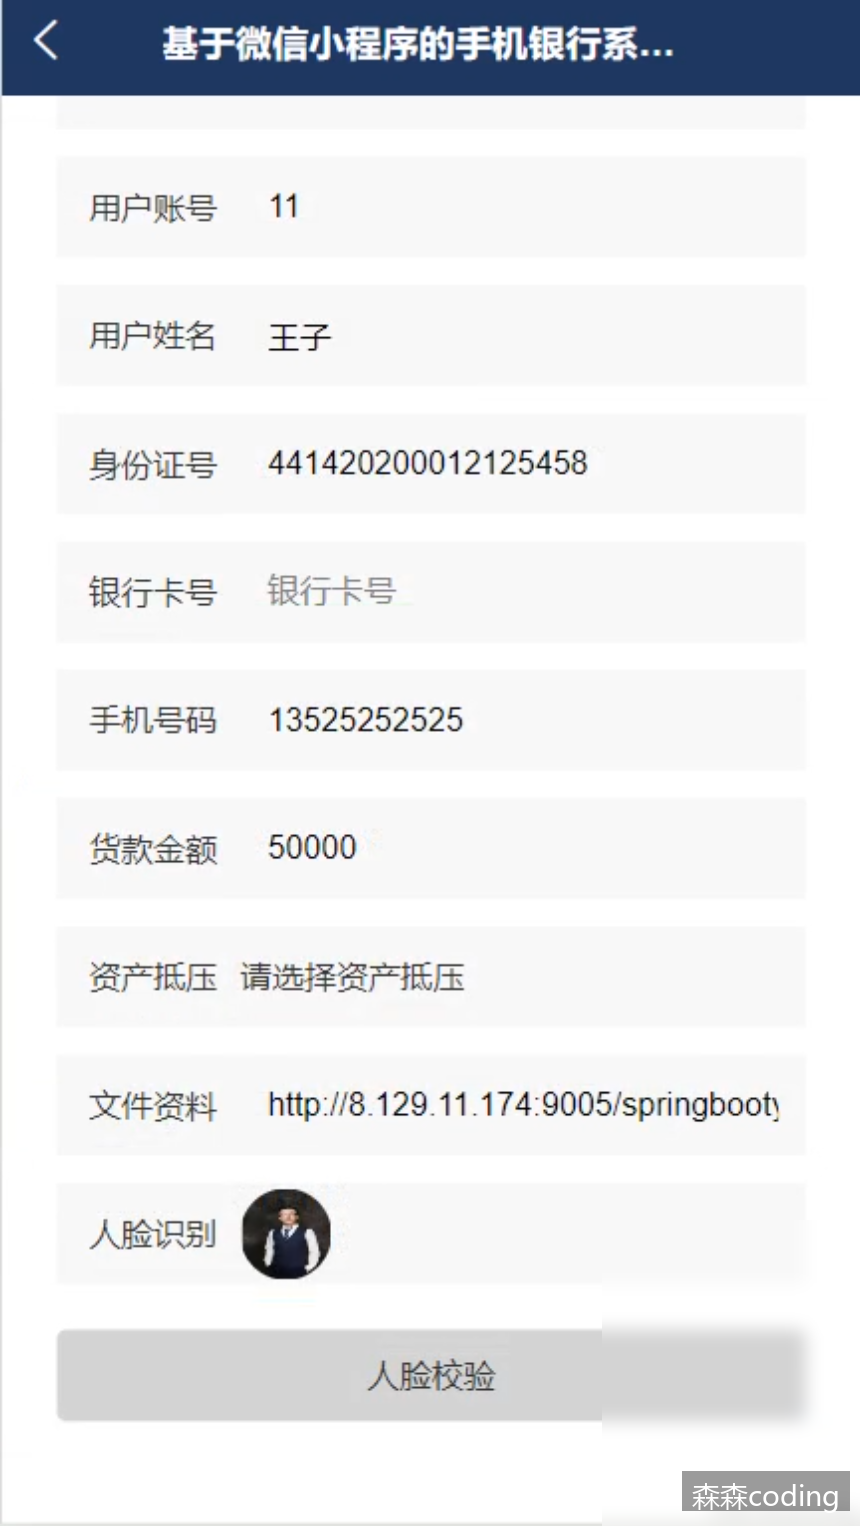 基于微信小程序的手机银行系...
用户账号 11
用户姓名 王子
身份证号 441420200012125458
银行卡号 银行卡号
手机号码 13525252525
货款金额 50000
资产抵压 请选择资产抵压
文件资料 http://8.129.11.174:9005/springbooty
人脸识别
人脸校验
森森coding